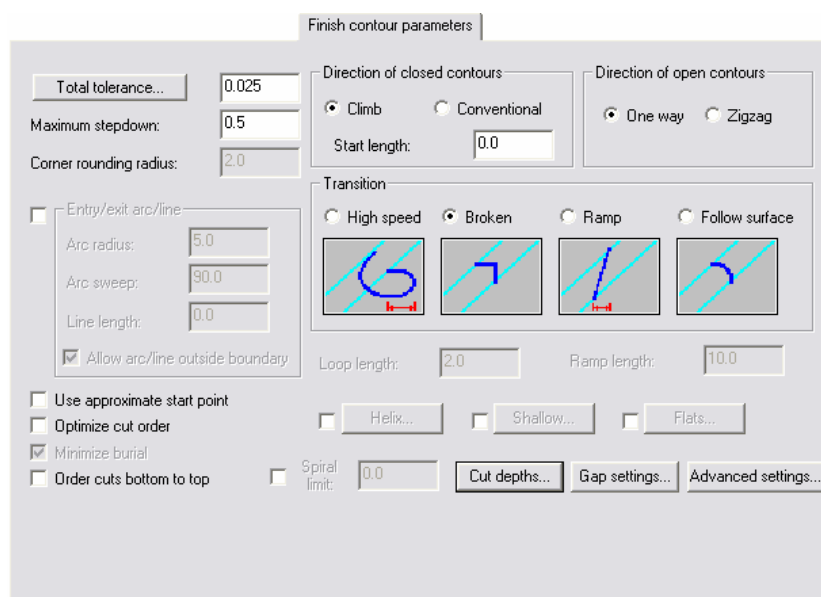 Finish contour parameters
Total tolerance... 0.025
Maximum stepdown: 0.5
Corner rounding radius: 2.0
Direction of closed contours
Climb Conventional
Start length: 0.0
Direction of open contours
One way Zigzag
Entry/exit arc/line
Arc radius: 5.0
Arc sweep: 90.0
Line length: 0.0
Allow arc/line outside boundary
Transition
High speed Broken Ramp Follow surface
Loop length: 2.0 Ramp length: 10.0
Use approximate start point
Optimize cut order
Minimize burial
Order cuts bottom to top
Helix... Shallow... Flats...
Spiral
limit: 0.0
Cut depths... Gap settings... Advanced settings...